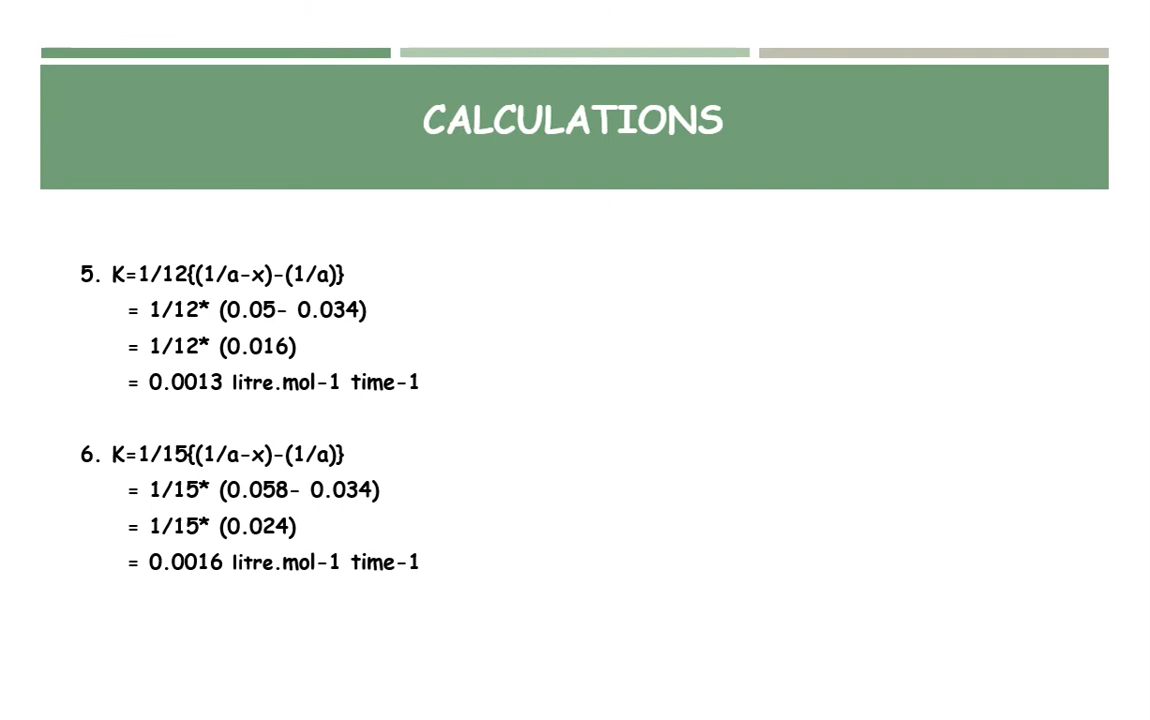 CALCULATIONS
5. K=1/12{(1/a-x)-(1/a)}
= 1/12* (0.05- 0.034)
= 1/12* (0.016)
= 0.0013 litre.mol-1 time-1
6. K=1/15{(1/a-x)-(1/a)}
= 1/15* (0.058- 0.034)
= 1/15* (0.024)
= 0.0016 litre.mol-1 time-1